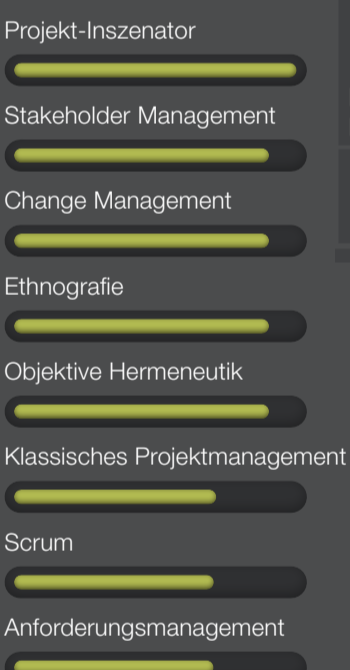 Projekt-Inszenator
Stakeholder Management
Change Management
Ethnografie
Objektive Hermeneutik
Klassisches Projektmanagement
Scrum
Anforderungsmanagement